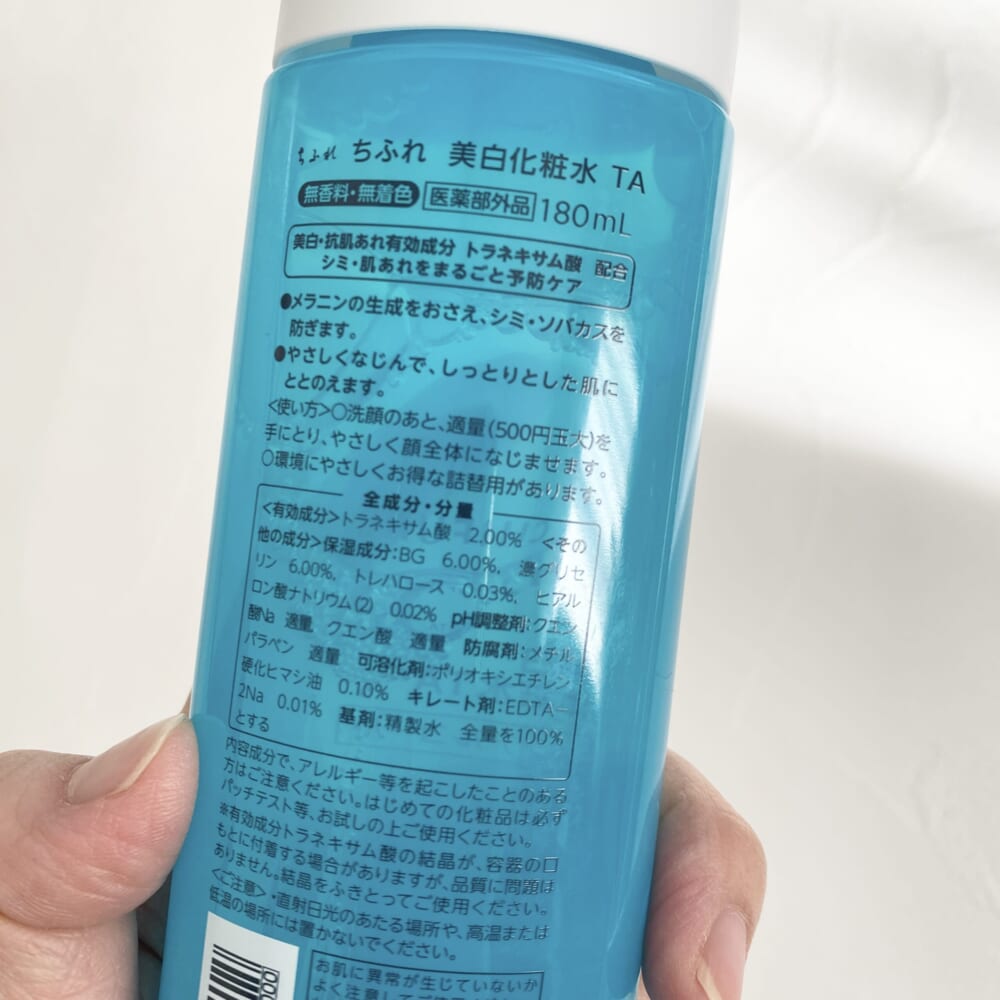 ちふれ ちふれ 美白化粧水 TA
無香料・無着色 医薬部外品 180mL
美白・抗肌あれ有効成分 トラネキサム酸 配合
シミ・肌あれをまるごと予防ケア
●メラニンの生成をおさえ、シミ・ソバカスを
防ぎます。
●やさしくなじんで、しっとりとした肌に
ととのえます。
<使い方>○洗顔のあと、適量(500円玉大)を
手にとり、やさしく顔全体になじませます。
○環境にやさしくお得な詰替用があります。
全成分・分量
<有効成分>トラネキサム酸 2.00% <その
他の成分>保湿成分:BG 6.00%, 濃グリセ
リン 6.00%, トレハロース 0.03%, ヒアル
ロン酸ナトリウム(2) 0.02% pH調整剤:クエン
酸Na 適量, クエン酸 適量 防腐剤:メチル
パラベン 適量 可溶化剤:ポリオキシエチレン
硬化ヒマシ油 0.10% キレート剤:EDTA−
2Na 0.01% 基剤:精製水 全量を100%
とする
内容成分で、アレルギー等を起こしたことのある
方はご注意ください。はじめての化粧品は必ず
パッチテスト等、お試しの上ご使用ください。
※有効成分トラネキサム酸の結晶が、容器の口
もとに付着する場合がありますが、品質に問題は
ありません。結晶をふきとってご使用ください。
<ご注意>・直射日光のあたる場所や、高温または
低温の場所には置かないでください。
お肌に異常が生じていないか
よく注意してご使用